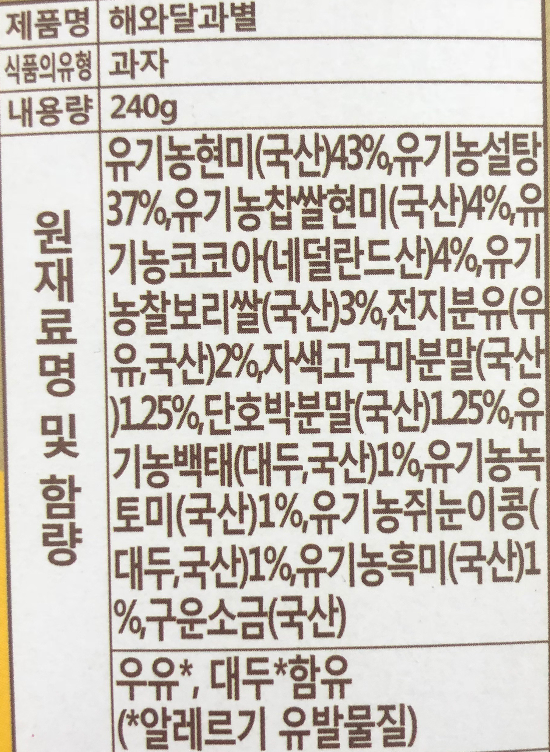 제품명 해와달과별
식품의유형 과자
내용량 240g
원재료명 및 함량
유기농현미(국산)43%,유기농설탕
37%,유기농찹쌀현미(국산)4%,유
기농코코아(네덜란드산)4%,유기
농찰보리쌀(국산)3%,전지분유(우
유,국산)2%,자색고구마분말(국산
)1.25%,단호박분말(국산)1.25%,유
기농백태(대두,국산)1%,유기농녹
토미(국산)1%,유기농쥐눈이콩(
대두,국산)1%,유기농흑미(국산)1
%,구운소금(국산)
우유*, 대두*함유
(*알레르기 유발물질)